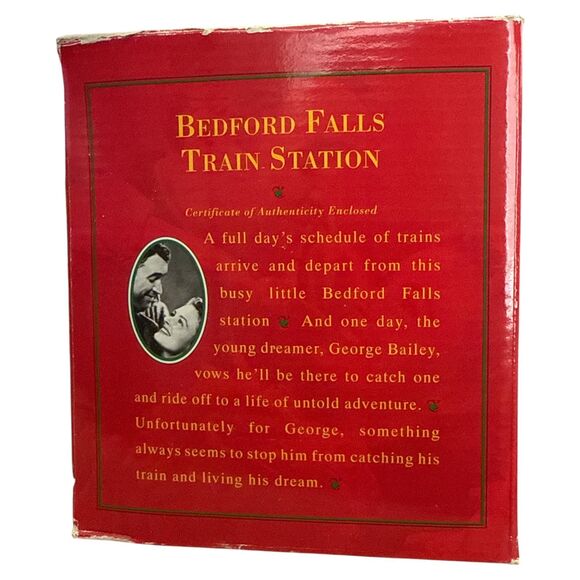 BEDFORD FALLS
TRAIN STATION
Certificate of Authenticity Enclosed
A full day's schedule of trains
arrive and depart from this
busy little Bedford Falls
station And one day, the
young dreamer, George Bailey,
vows he'll be there to catch one
and ride off to a life of untold adventure.
Unfortunately for George, something
always seems to stop him from catching his
train and living his dream.